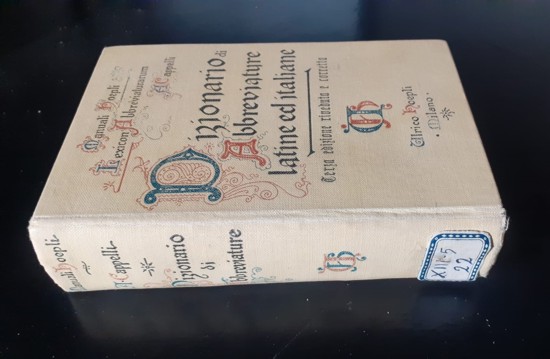 Manuali Hoepli
Lexicon Abbreviaturarum
A. Cappelli
Dizionario di
Abbreviature
latine ed italiane
Terza edizione riveduta e corretta
Ulrico Hoepli
· Milano ·
Manuali Hoepli
A. Cappelli
Dizionario
di
Abbreviature
22